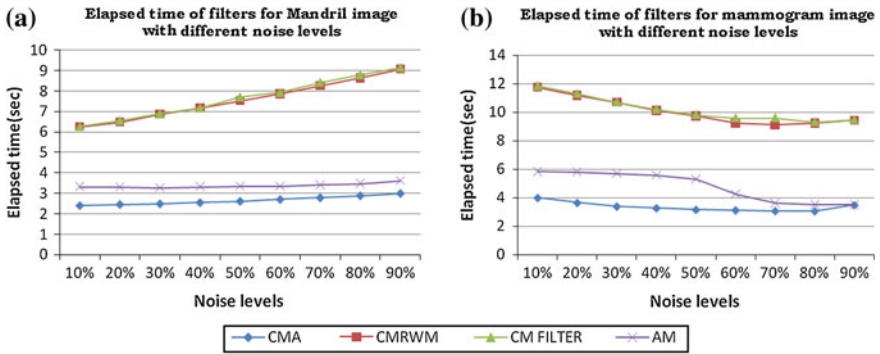 (a)
Elapsed time of filters for Mandril image
with different noise levels
Elapsed time(sec)
10
9
8
7
6
5
4
3
2
1
0
10% 20% 30% 40% 50% 60% 70% 80% 90%
Noise levels
(b)
Elapsed time of filters for mammogram image
with different noise levels
Elapsed time(sec)
14
12
10
8
6
4
2
0
10% 20% 30% 40% 50% 60% 70% 80% 90%
Noise levels
CMA CMRWM CM FILTER AM